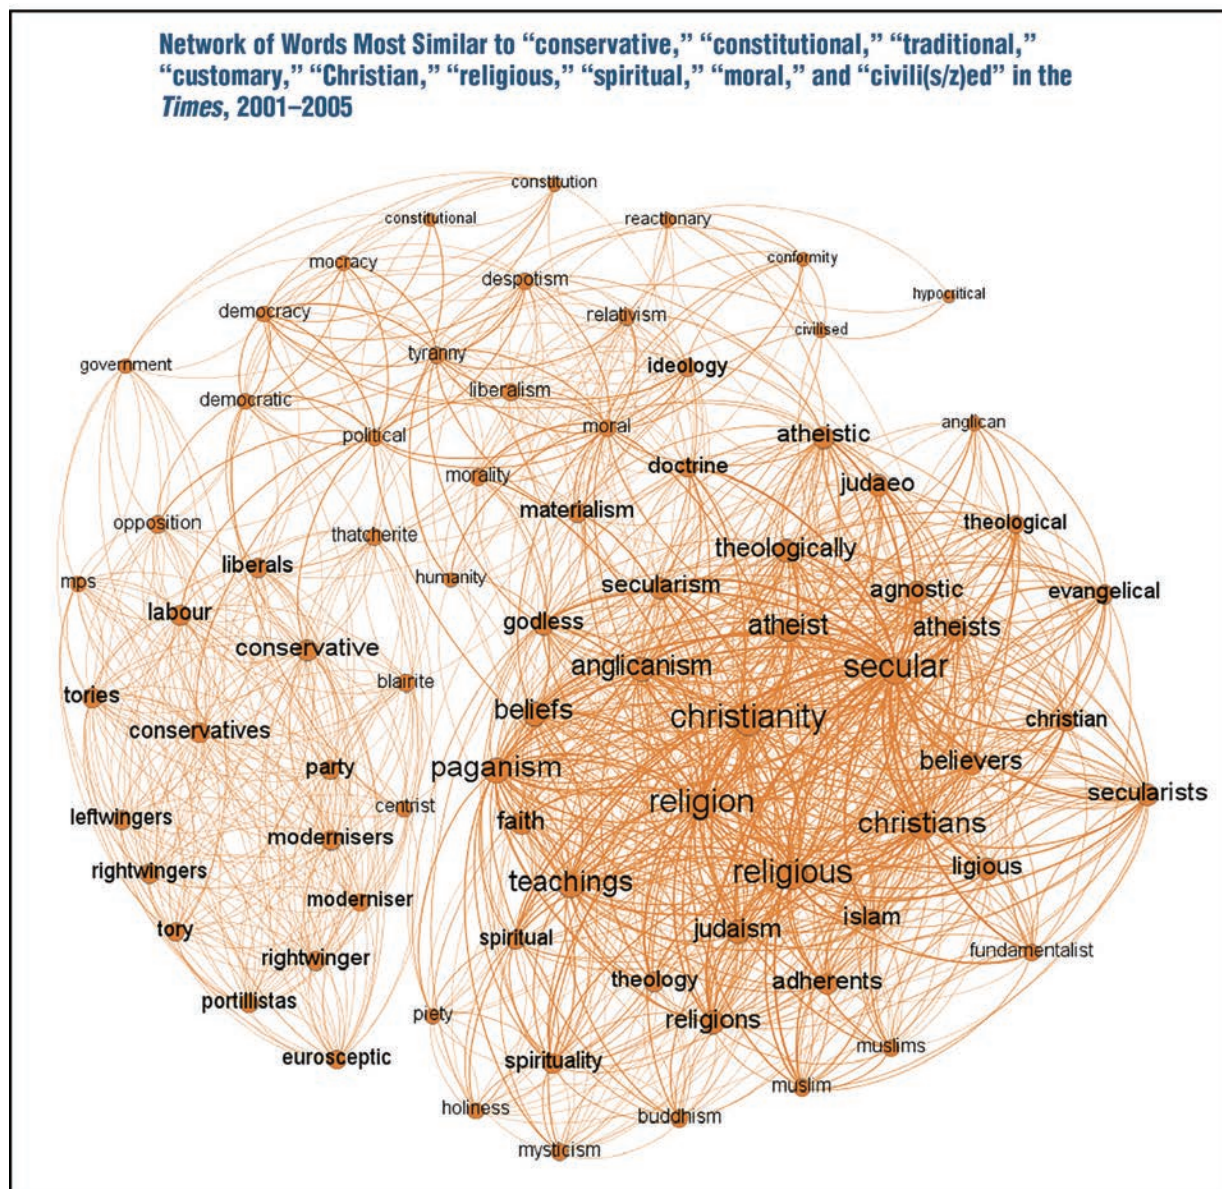 Network of Words Most Similar to “conservative,” “constitutional,” “traditional,”
“customary,” “Christian,” “religious,” “spiritual,” “moral,” and “civili(s/z)ed” in the
Times, 2001–2005
constitution
constitutional
reactionary
mocracy
conformity
despotism
hypocritical
democracy
relativism
civilised
government
tyranny
ideology
democratic
liberalism
political
moral
atheistic
anglican
morality
doctrine
judaeo
opposition
materialism
theological
thatcherite
theologically
mps
liberals
humanity
secularism
agnostic
evangelical
labour
godless
atheist
atheists
conservative
anglicanism
secular
tories
blairite
beliefs
christianity
christian
conservatives
party
paganism
believers
secularists
leftwingers
centrist
religion
faith
christians
modernisers
rightwingers
teachings
religious
ligious
moderniser
islam
tory
spiritual
judaism
fundamentalist
rightwinger
theology
adherents
portillistas
piety
religions
muslims
eurosceptic
spirituality
muslim
holiness
buddhism
mysticism